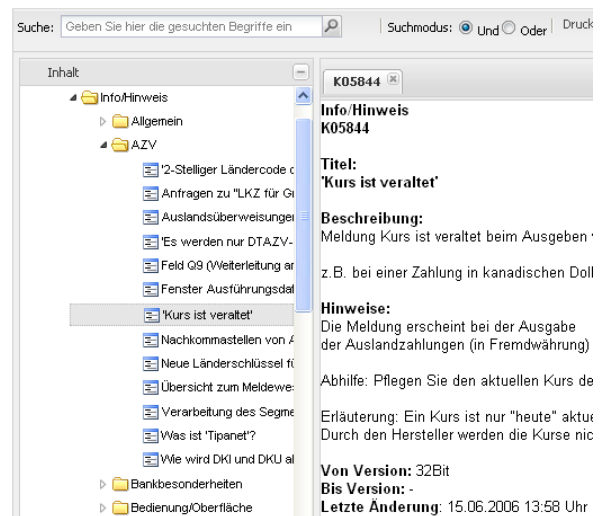 Suche: Geben Sie hier die gesuchten Begriffe ein Suchmodus: Und Oder Druck
Inhalt
Info/Hinweis
Allgemein
AZV
'2-Stelliger Ländercode
Anfragen zu "LKZ für
Auslandsüberweisungen
'Es werden nur DTAZV-
Feld Q9 (Weiterleitung an
Fenster Ausführungsdat
'Kurs ist veraltet'
Nachkommastellen von
Neue Länderschlüssel
Übersicht zum Meldewe
Verarbeitung des Segme
Was ist 'Tipanet'?
Wie wird DKI und DKU
Bankbesonderheiten
Bedienung/Oberfläche
K05844
Info/Hinweis
K05844
Titel:
'Kurs ist veraltet'
Beschreibung:
Meldung Kurs ist veraltet beim Ausgeben
z.B. bei einer Zahlung in kanadischen Doll
Hinweise:
Die Meldung erscheint bei der Ausgabe
der Auslandzahlungen (in Fremdwährung)
Abhilfe: Pflegen Sie den aktuellen Kurs de
Erläuterung: Ein Kurs ist nur "heute" aktue
Durch den Hersteller werden die Kurse nic
Von Version: 32Bit
Bis Version: -
Letzte Änderung: 15.06.2006 13:58 Uhr